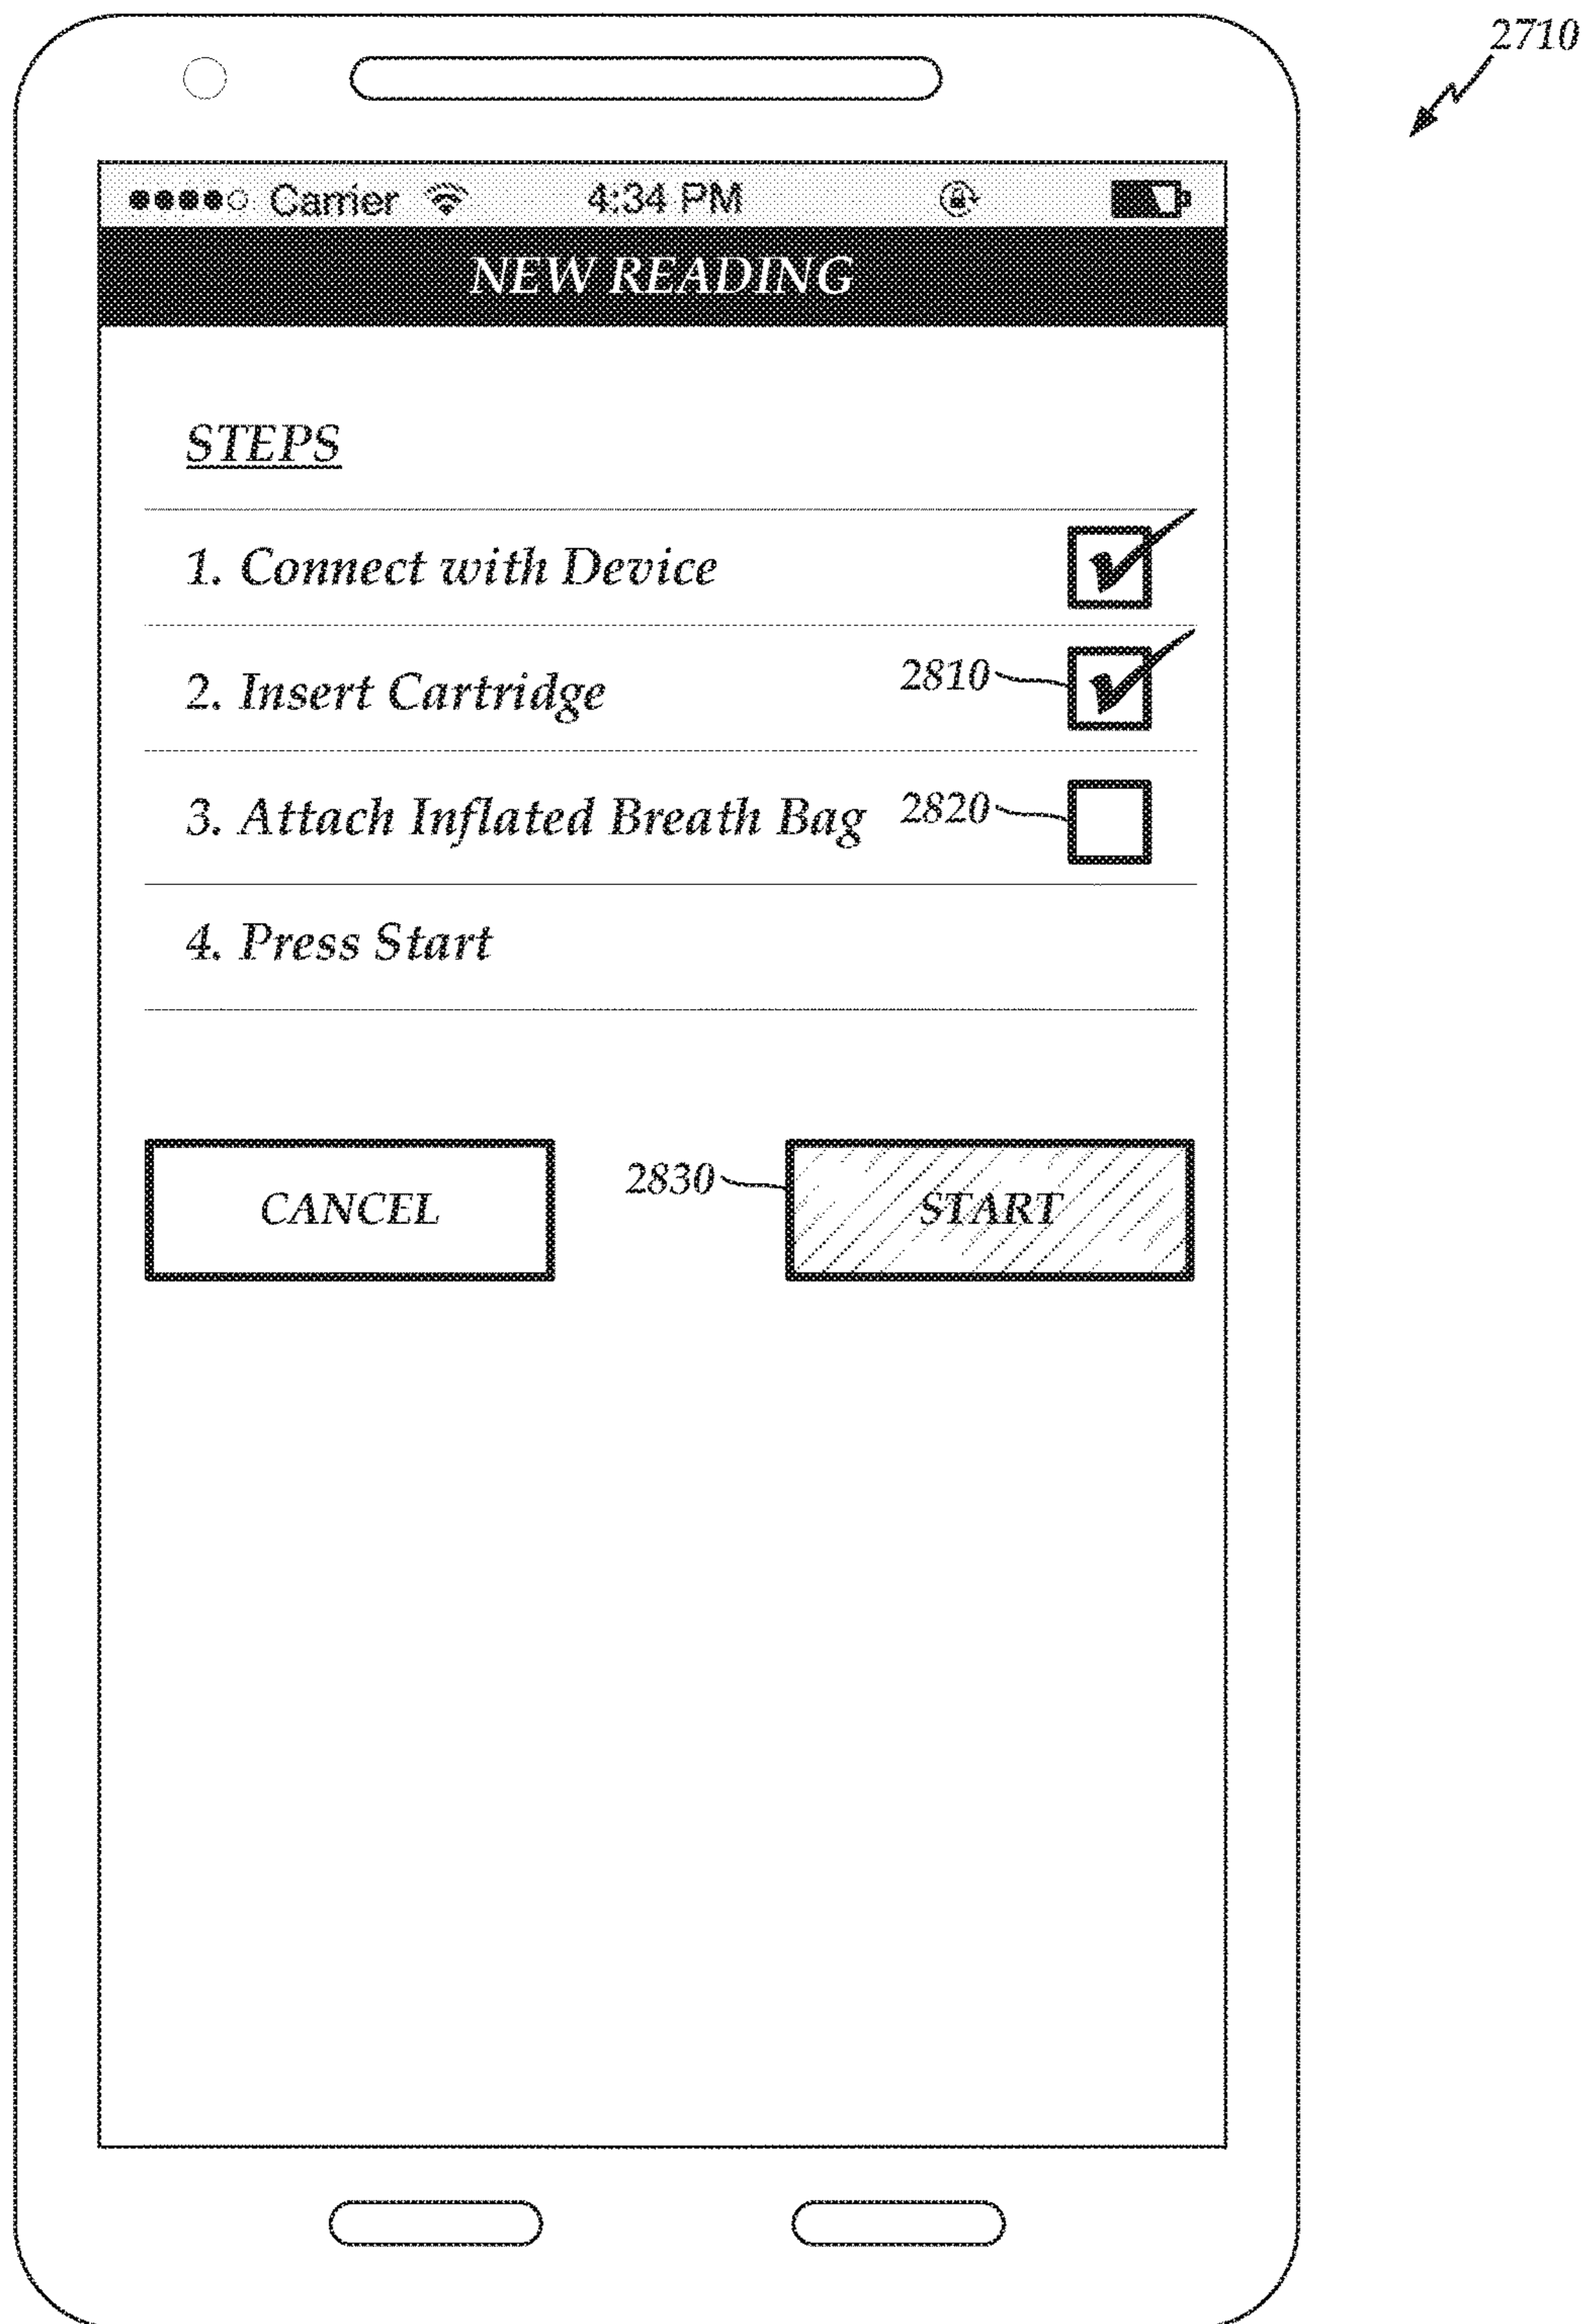 2710
Carrier 4:34 PM
NEW READING
STEPS
1. Connect with Device
2. Insert Cartridge 2810
3. Attach Inflated Breath Bag 2820
4. Press Start
CANCEL 2830 START